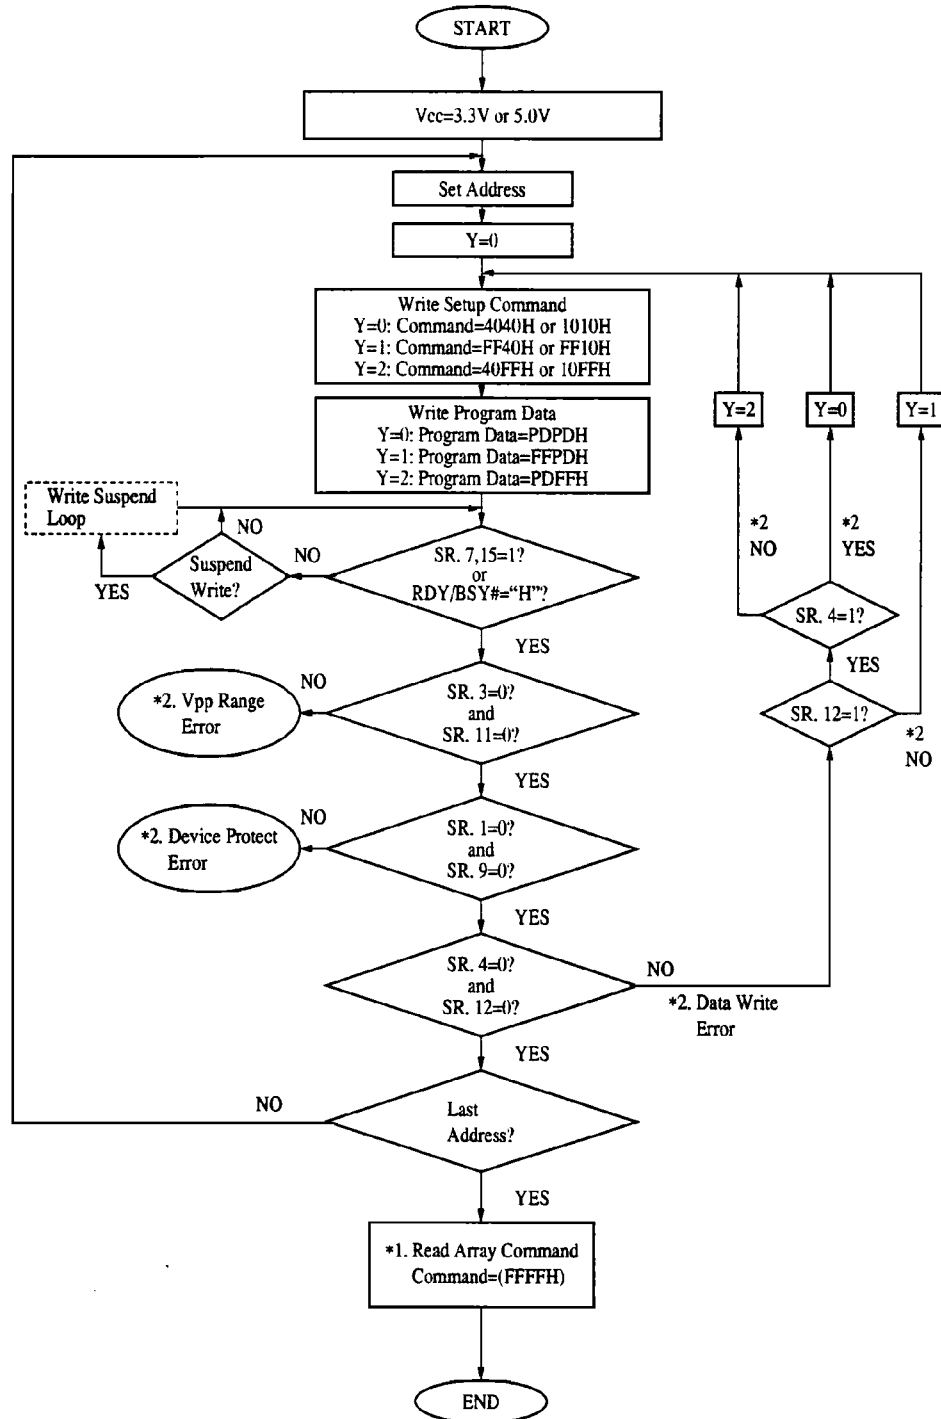 START
Vcc=3.3V or 5.0V
Set Address
Y=0
Write Setup Command
Y=0: Command=4040H or 1010H
Y=1: Command=FF40H or FF10H
Y=2: Command=40FFH or 10FFH
Y=2
Y=0
Y=1
Write Program Data
Y=0: Program Data=PDPDH
Y=1: Program Data=FFPDH
Y=2: Program Data=PDFFH
Write Suspend
Loop
NO
YES
Suspend
Write?
NO
SR. 7,15=1?
or
RDY/BSY#="H"?
YES
*2
NO
*2
YES
SR. 4=1?
YES
SR. 12=1?
*2
NO
*2. Vpp Range
Error
NO
SR. 3=0?
and
SR. 11=0?
YES
*2. Device Protect
Error
NO
SR. 1=0?
and
SR. 9=0?
YES
SR. 4=0?
and
SR. 12=0?
NO
*2. Data Write
Error
YES
NO
Last
Address?
YES
*1. Read Array Command
Command=(FFFFH)
END